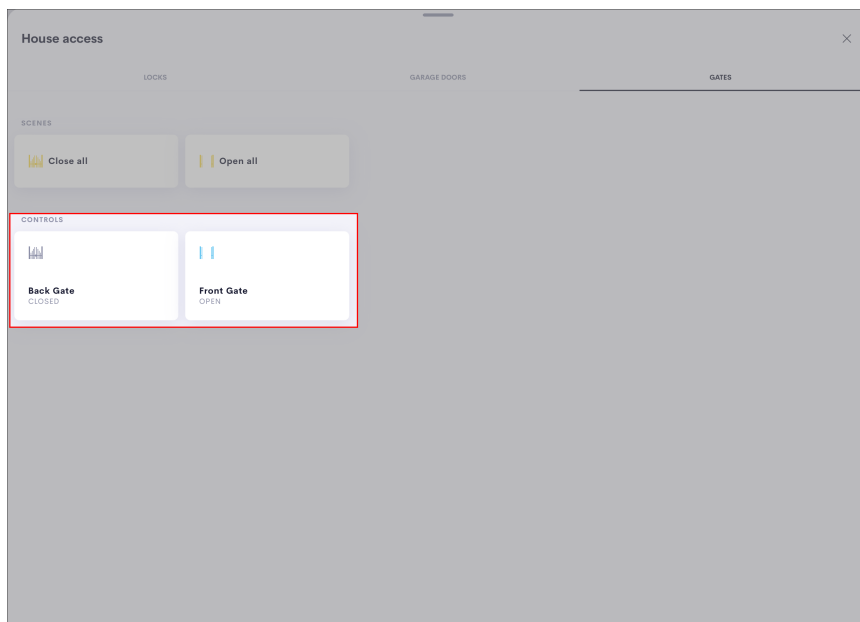 House access
LOCKS GARAGE DOORS GATES
SCENES
Close all Open all
CONTROLS
Back Gate Front Gate
CLOSED OPEN